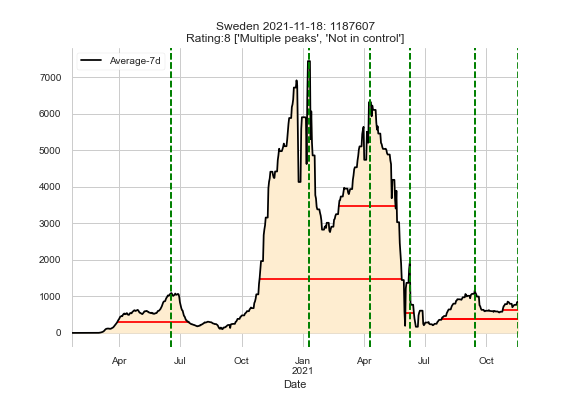 Sweden 2021-11-18: 1187607
Rating:8 ['Multiple peaks', 'Not in control']
Average-7d
7000
6000
5000
4000
3000
2000
1000
0
Apr Jul Oct Jan Apr Jul Oct
2021
Date